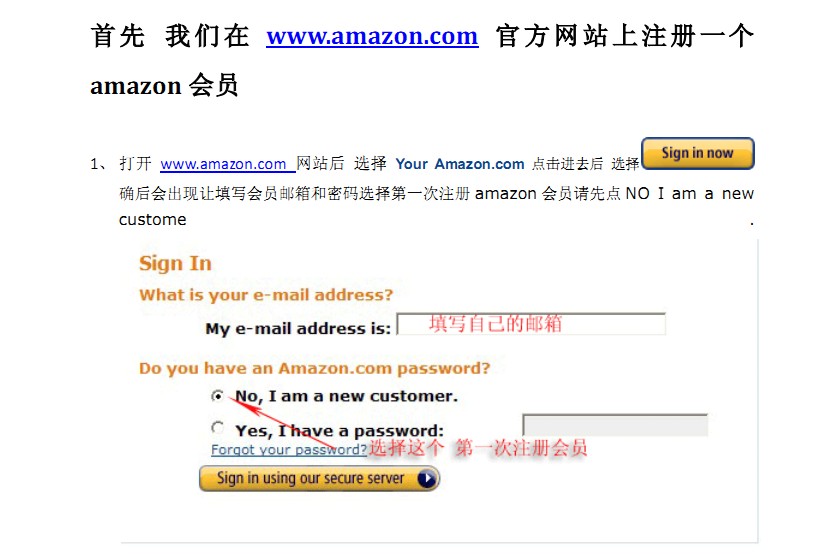 首先 我们在 www.amazon.com 官方网站上注册一个
amazon 会员
1、 打开 www.amazon.com 网站后 选择 Your Amazon.com 点击进去后 选择 Sign in now
确后会出现让填写会员邮箱和密码选择第一次注册 amazon 会员请先点 NO I am a new
custome .
Sign In
What is your e-mail address?
My e-mail address is: 填写自己的邮箱
Do you have an Amazon.com password?
No, I am a new customer.
Yes, I have a password:
Forgot your password? 选择这个 第一次注册会员
Sign in using our secure server